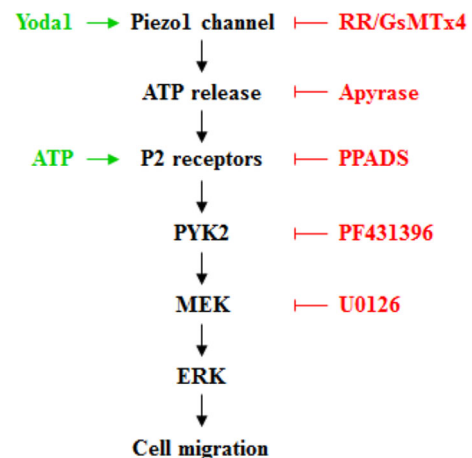 Yoda1 Piezo1 channel RR/GsMTx4
ATP release Apyrase
ATP P2 receptors PPADS
PYK2 PF431396
MEK U0126
ERK
Cell migration